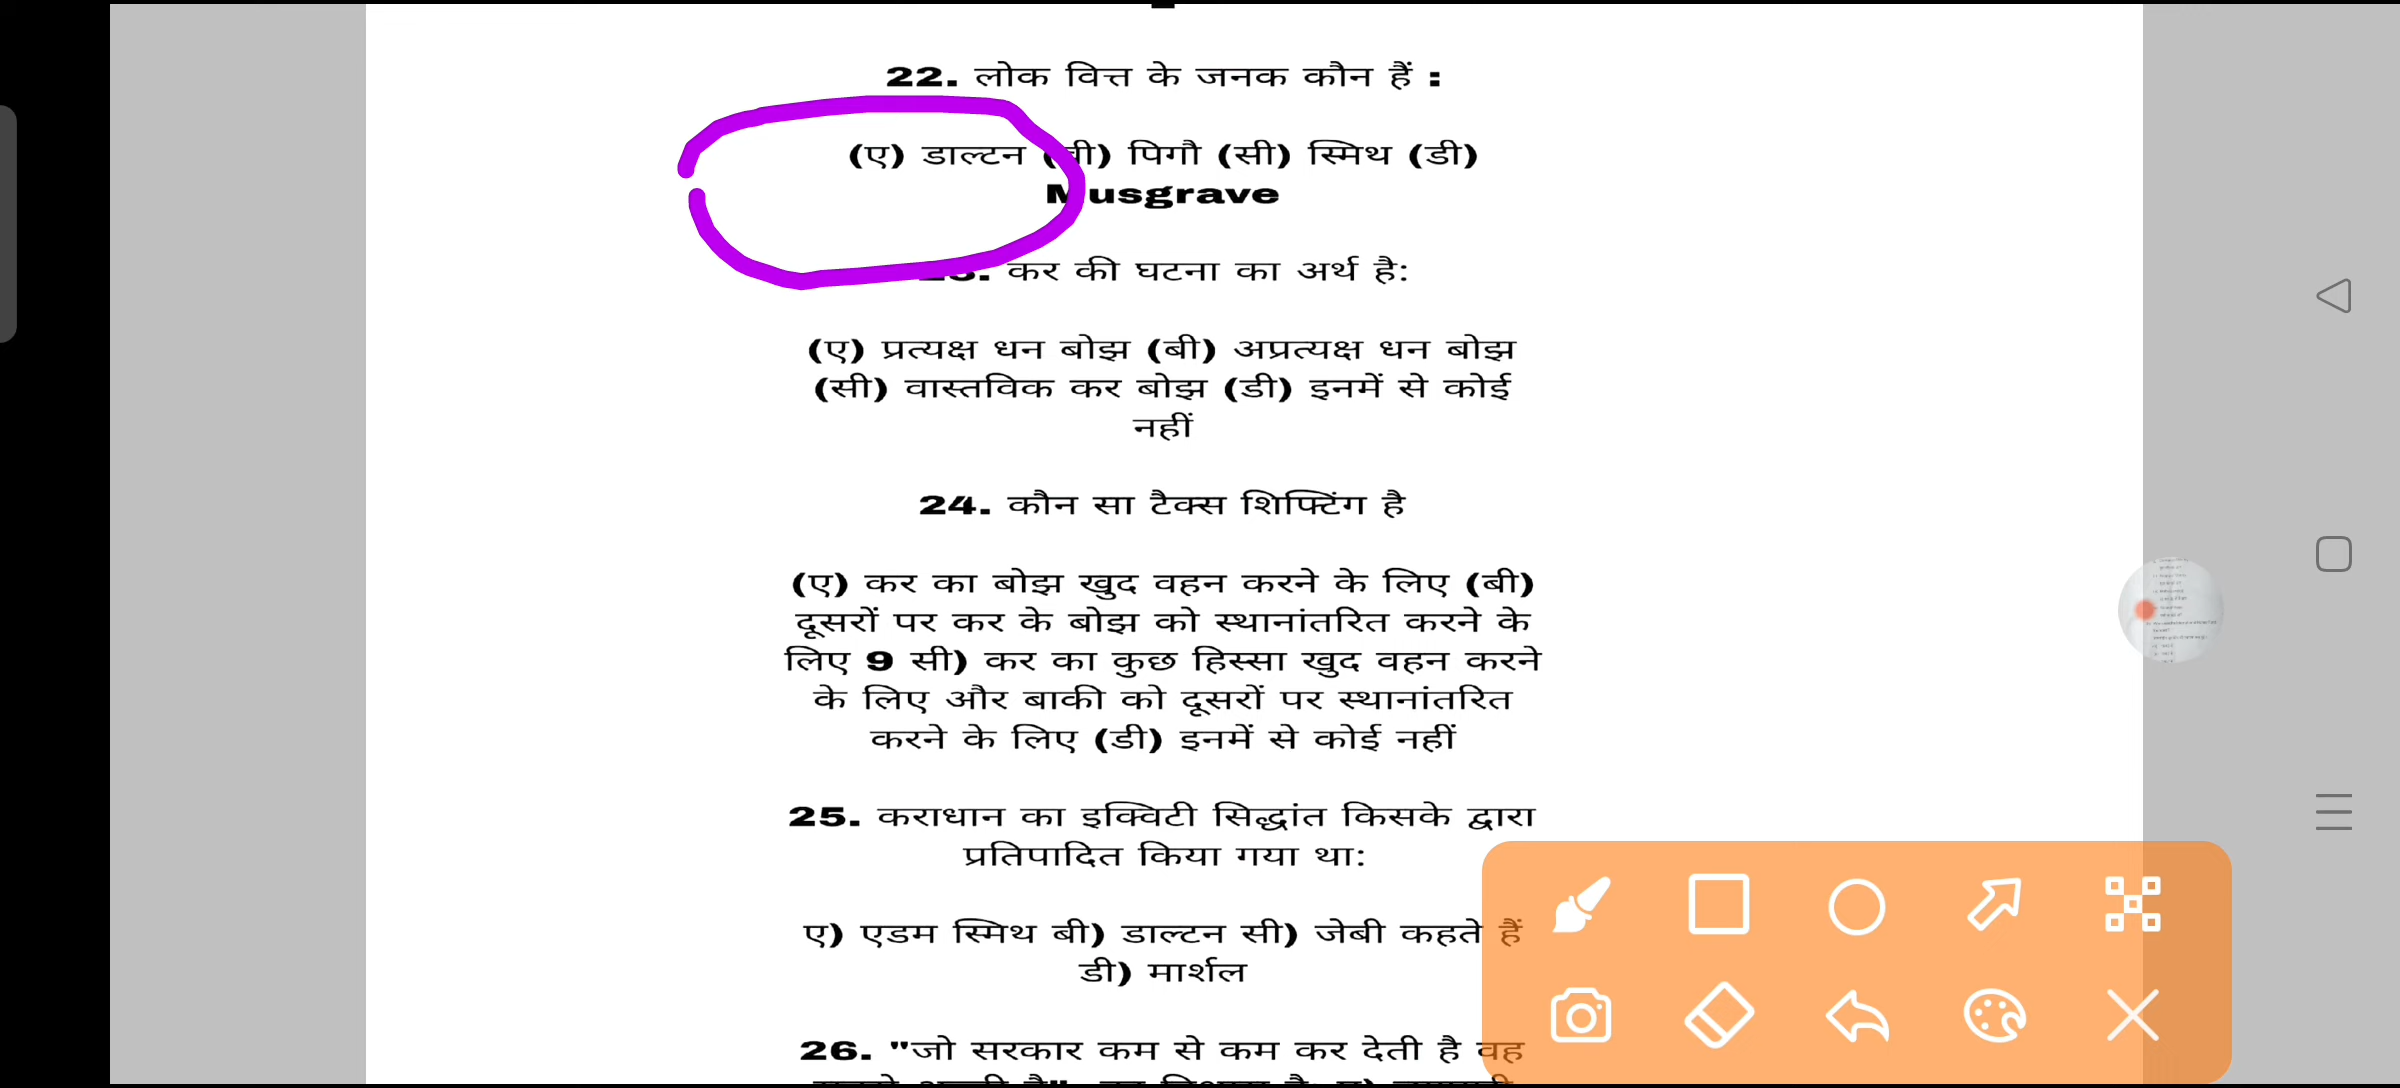 22. लोक वित्त के जनक कौन हैं :
(ए) डाल्टन (बी) पिगौ (सी) स्मिथ (डी)
Musgrave
कर की घटना का अर्थ है:
(ए) प्रत्यक्ष धन बोझ (बी) अप्रत्यक्ष धन बोझ
(सी) वास्तविक कर बोझ (डी) इनमें से कोई
नहीं
24. कौन सा टैक्स शिफ्टिंग है
(ए) कर का बोझ खुद वहन करने के लिए (बी)
दूसरों पर कर के बोझ को स्थानांतरित करने के
लिए 9 सी) कर का कुछ हिस्सा खुद वहन करने
के लिए और बाकी को दूसरों पर स्थानांतरित
करने के लिए (डी) इनमें से कोई नहीं
25. कराधान का इक्विटी सिद्धांत किसके द्वारा
प्रतिपादित किया गया था:
ए) एडम स्मिथ बी) डाल्टन सी) जेबी कहते हैं
डी) मार्शल
26. "जो सरकार कम से कम कर देती है वह